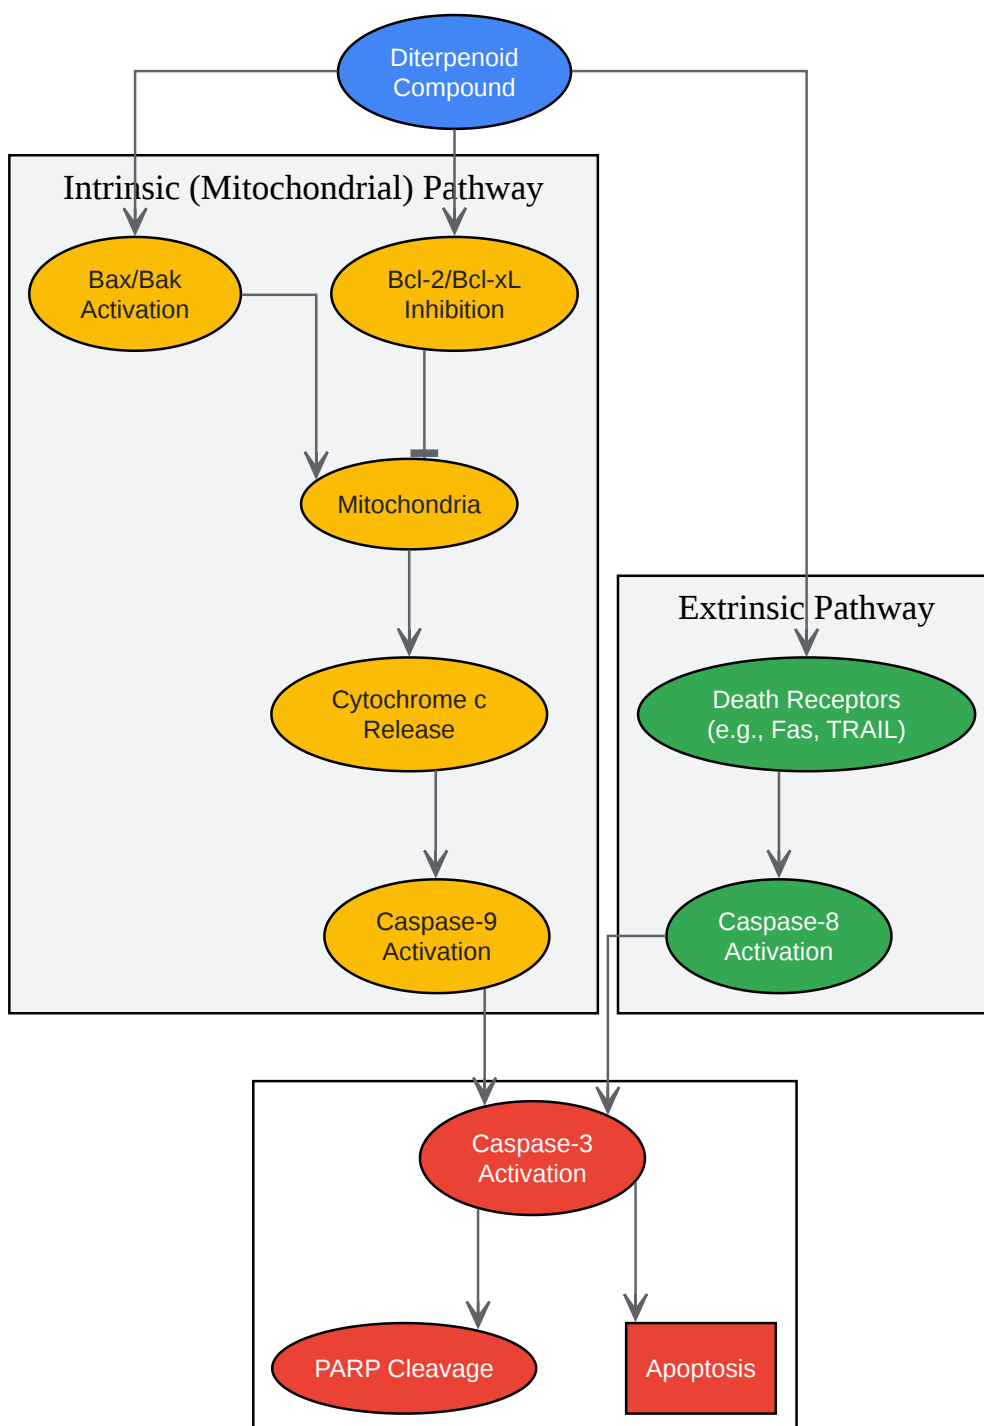 Diterpenoid
Compound
Intrinsic (Mitochondrial) Pathway
Bax/Bak
Activation
Bcl-2/Bcl-xL
Inhibition
Mitochondria
Extrinsic Pathway
Cytochrome c
Release
Death Receptors
(e.g., Fas, TRAIL)
Caspase-9
Activation
Caspase-8
Activation
Caspase-3
Activation
PARP Cleavage
Apoptosis